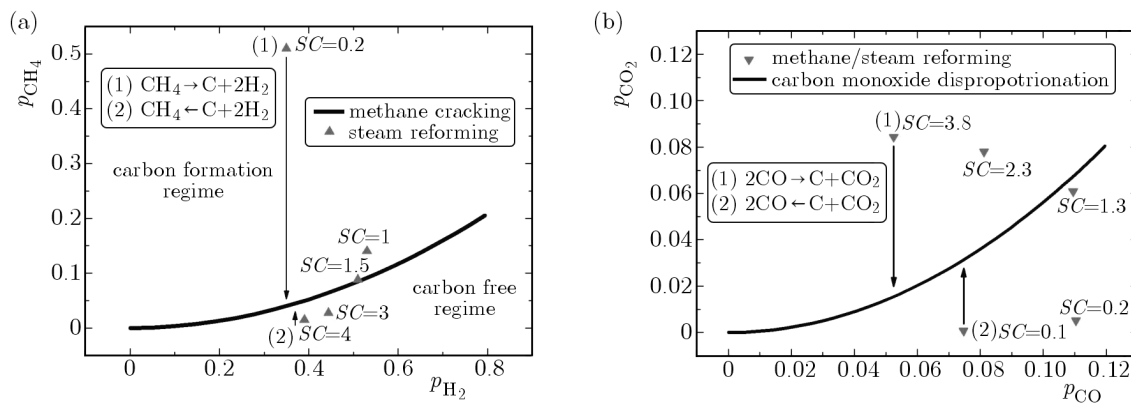 (a)
p_CH4
0.5
0.4
0.3
0.2
0.1
0
0
0.2
0.4
0.6
0.8
p_H2
(1) SC=0.2
(1) CH4→C+2H2
(2) CH4←C+2H2
methane cracking
steam reforming
carbon formation
regime
SC=1
SC=1.5
carbon free
regime
SC=3
(2) SC=4
(b)
p_CO2
0.12
0.10
0.08
0.06
0.04
0.02
0
0
0.02
0.04
0.06
0.08
0.10
0.12
p_CO
methane/steam reforming
carbon monoxide dispropotrionation
(1) SC=3.8
SC=2.3
(1) 2CO→C+CO2
(2) 2CO←C+CO2
SC=1.3
SC=0.2
(2) SC=0.1